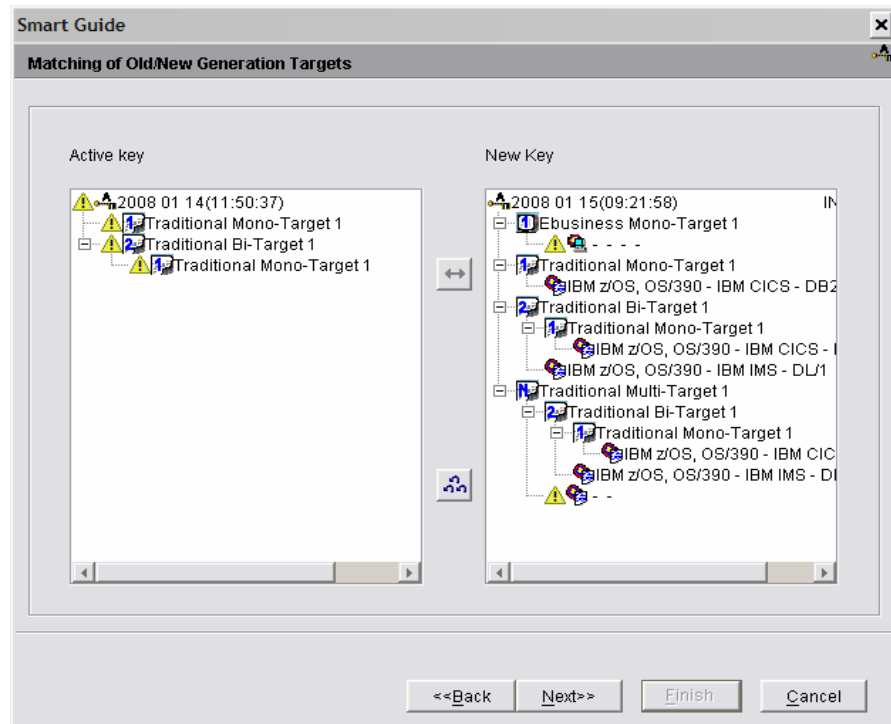 Smart Guide
Matching of Old/New Generation Targets
Active key
New Key
2008 01 14(11:50:37)
Traditional Mono-Target 1
Traditional Bi-Target 1
Traditional Mono-Target 1
2008 01 15(09:21:58) IN
Ebusiness Mono-Target 1
- - - -
Traditional Mono-Target 1
IBM z/OS, OS/390 - IBM CICS - DB2
Traditional Bi-Target 1
Traditional Mono-Target 1
IBM z/OS, OS/390 - IBM CICS - I
IBM z/OS, OS/390 - IBM IMS - DL/1
Traditional Multi-Target 1
Traditional Bi-Target 1
Traditional Mono-Target 1
IBM z/OS, OS/390 - IBM CIC
IBM z/OS, OS/390 - IBM IMS - DI
- -
<<Back Next>> Finish Cancel